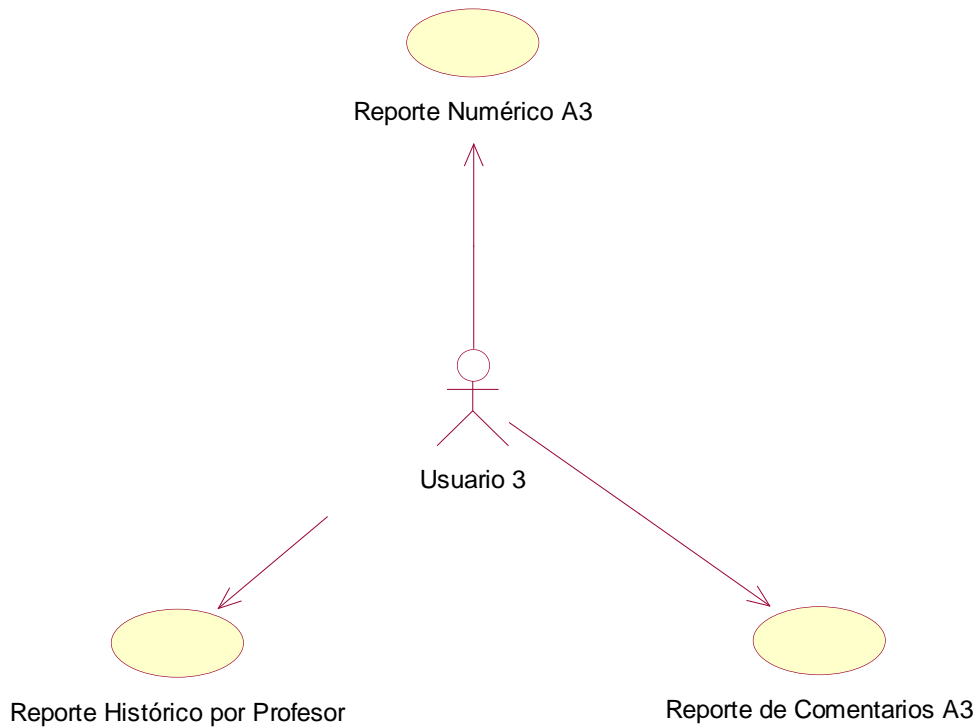 Reporte Numérico A3
Usuario 3
Reporte Histórico por Profesor
Reporte de Comentarios A3